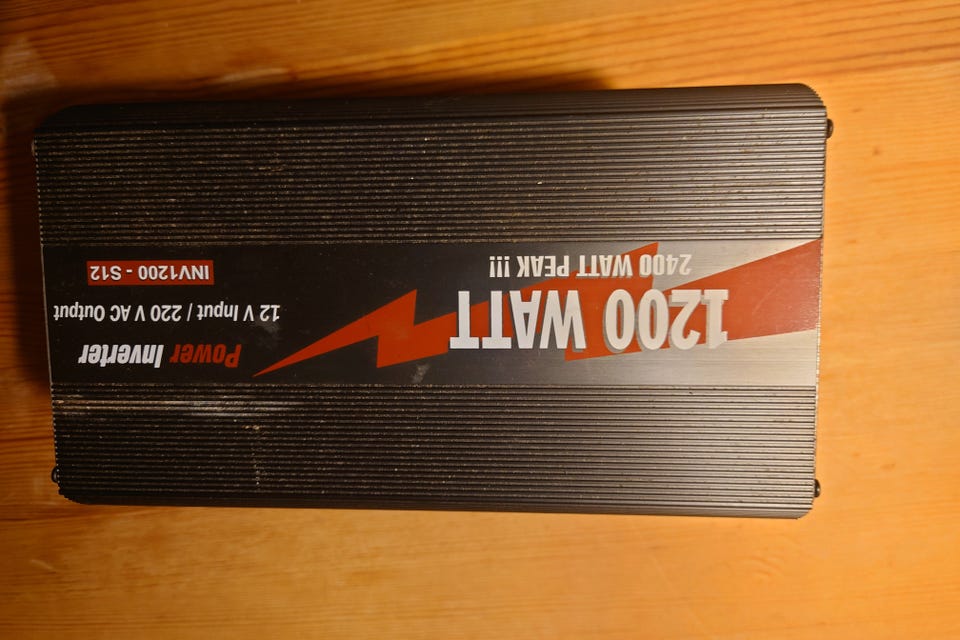 1200 WATT
2400 WATT PEAK !!!
Power Inverter
12 V Input / 220 V AC Output
INV1200 - S12